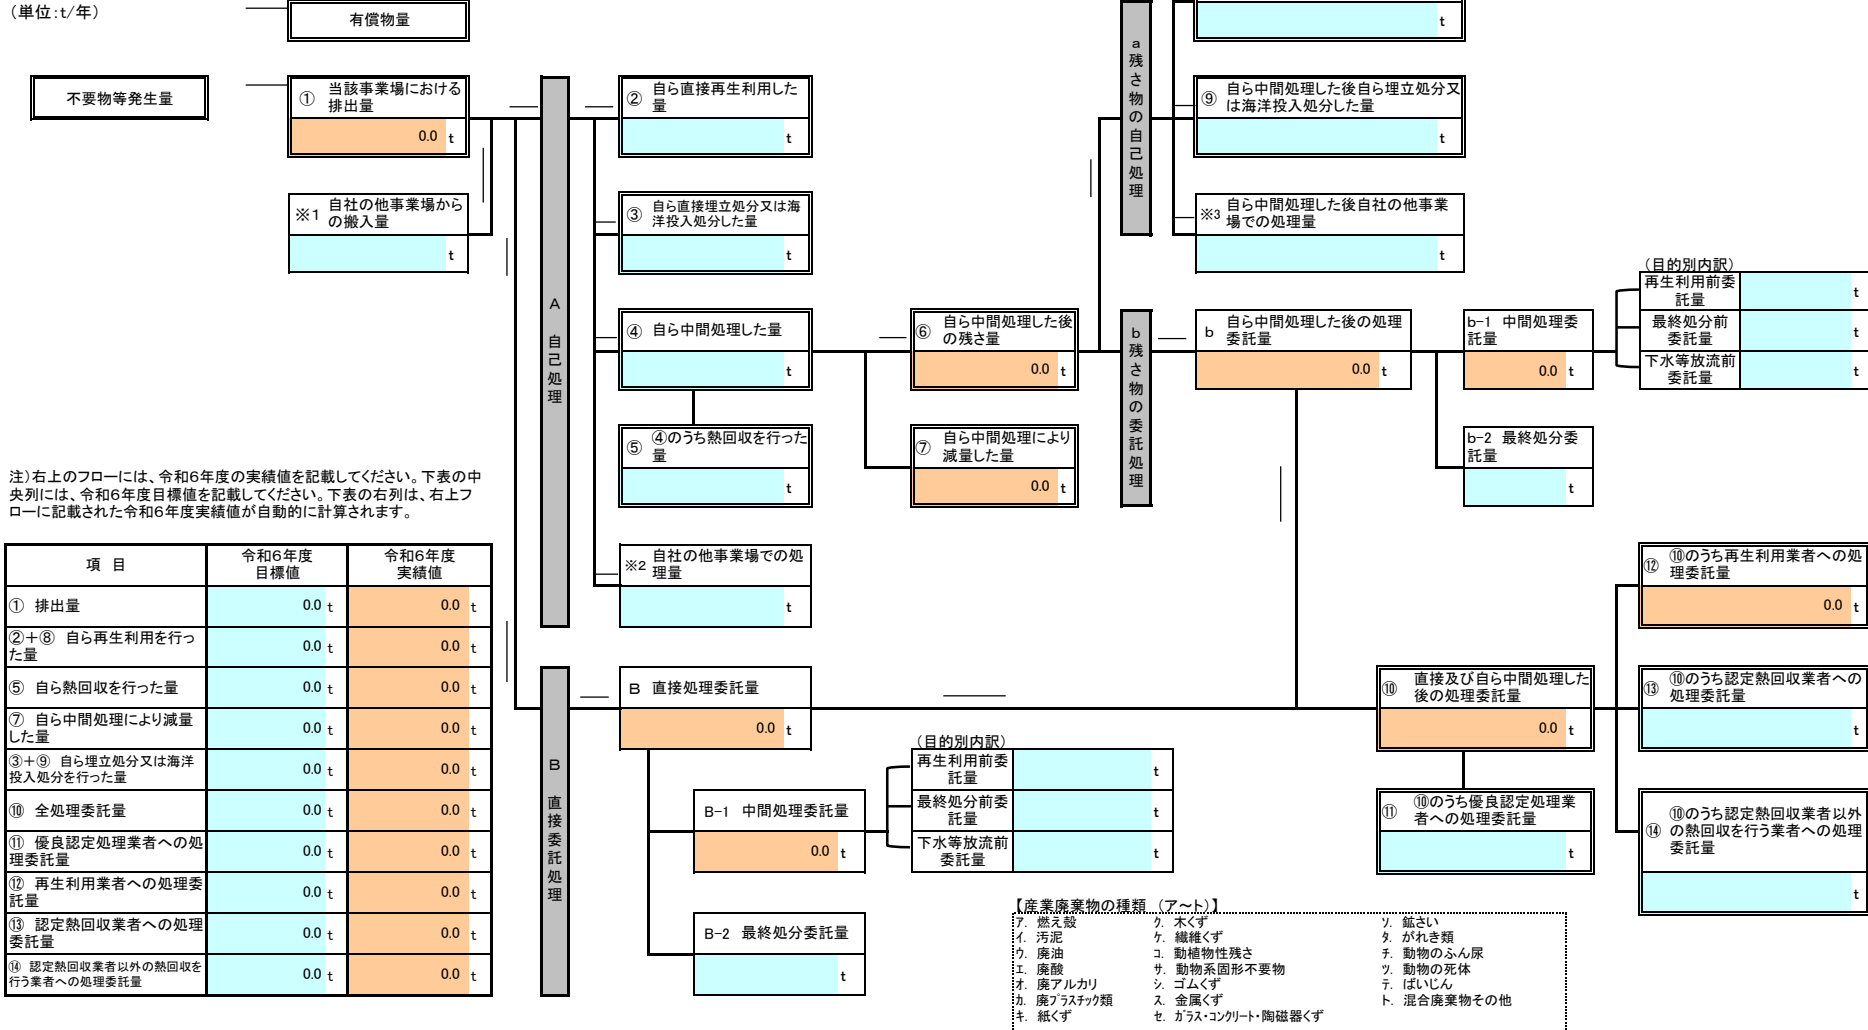 (単位:t/年)
有償物量
t
不要物等発生量
① 当該事業場における
排出量
0.0 t
※1 自社の他事業場から
の搬入量
t
A 自己処理
② 自ら直接再生利用した
量
t
③ 自ら直接埋立処分又は海
洋投入処分した量
t
④ 自ら中間処理した量
t
⑤ ④のうち熱回収を行った
量
t
※2 自社の他事業場での処
理量
t
⑥ 自ら中間処理した後
の残さ量
0.0 t
⑦ 自ら中間処理により
減量した量
0.0 t
a 残さ物の自己処理
⑨ 自ら中間処理した後自ら埋立処分又
は海洋投入処分した量
t
※3 自ら中間処理した後自社の他事業
場での処理量
t
b 残さ物の委託処理
b 自ら中間処理した後の処理
委託量
0.0 t
b-1 中間処理委
託量
0.0 t
(目的別内訳)
再生利用前委
託量
t
最終処分前
委託量
t
下水等放流前
委託量
t
b-2 最終処分委
託量
t
注)右上のフローには、令和6年度の実績値を記載してください。下表の中
央列には、令和6年度目標値を記載してください。下表の右列は、右上フ
ローに記載された令和6年度実績値が自動的に計算されます。
項 目 令和6年度
目標値 令和6年度
実績値
① 排出量 0.0 t 0.0 t
②+⑧ 自ら再生利用を行っ
た量 0.0 t 0.0 t
⑤ 自ら熱回収を行った量 0.0 t 0.0 t
⑦ 自ら中間処理により減量
した量 0.0 t 0.0 t
③+⑨ 自ら埋立処分又は海洋
投入処分を行った量 0.0 t 0.0 t
⑩ 全処理委託量 0.0 t 0.0 t
⑪ 優良認定処理業者への処
理委託量 0.0 t 0.0 t
⑫ 再生利用業者への処理委
託量 0.0 t 0.0 t
⑬ 認定熱回収業者への処理
委託量 0.0 t 0.0 t
⑭ 認定熱回収業者以外の熱回収を
行う業者への処理委託量 0.0 t 0.0 t
B 直接委託処理
B 直接処理委託量
0.0 t
B-1 中間処理委託量
0.0 t
(目的別内訳)
再生利用前委
託量
t
最終処分前委
託量
t
下水等放流前
委託量
t
B-2 最終処分委託量
t
⑩ 直接及び自ら中間処理した
後の処理委託量
0.0 t
⑪ ⑩のうち優良認定処理業
者への処理委託量
t
⑫ ⑩のうち再生利用業者への処
理委託量
0.0 t
⑬ ⑩のうち認定熱回収業者への
処理委託量
t
⑭ ⑩のうち認定熱回収業者以外
の熱回収を行う業者への処理
委託量
t
【産業廃棄物の種類 (ア~ト)】
ア. 燃え殻 ク. 木くず ソ. 鉱さい
イ. 汚泥 ケ. 繊維くず タ. がれき類
ウ. 廃油 コ. 動植物性残さ チ. 動物のふん尿
エ. 廃酸 サ. 動物系固形不要物 ツ. 動物の死体
オ. 廃アルカリ シ. ゴムくず テ. ばいじん
カ. 廃プラスチック類 ス. 金属くず ト. 混合廃棄物その他
キ. 紙くず セ. ガラス・コンクリート・陶磁器くず